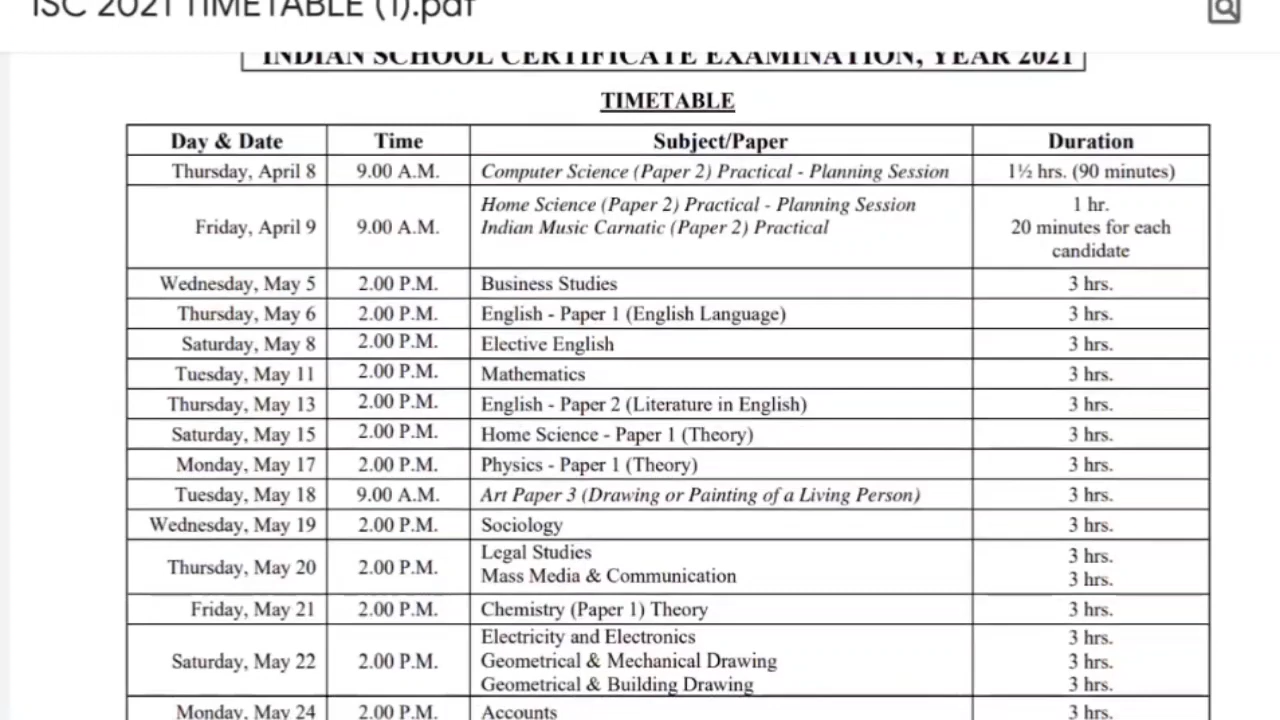 ISC 2021 TIMETABLE (1).pdf
INDIAN SCHOOL CERTIFICATE EXAMINATION, YEAR 2021
TIMETABLE
Day & Date Time Subject/Paper Duration
Thursday, April 8 9.00 A.M. Computer Science (Paper 2) Practical - Planning Session 1½ hrs. (90 minutes)
Friday, April 9 9.00 A.M. Home Science (Paper 2) Practical - Planning Session 1 hr.
Indian Music Carnatic (Paper 2) Practical 20 minutes for each
candidate
Wednesday, May 5 2.00 P.M. Business Studies 3 hrs.
Thursday, May 6 2.00 P.M. English - Paper 1 (English Language) 3 hrs.
Saturday, May 8 2.00 P.M. Elective English 3 hrs.
Tuesday, May 11 2.00 P.M. Mathematics 3 hrs.
Thursday, May 13 2.00 P.M. English - Paper 2 (Literature in English) 3 hrs.
Saturday, May 15 2.00 P.M. Home Science - Paper 1 (Theory) 3 hrs.
Monday, May 17 2.00 P.M. Physics - Paper 1 (Theory) 3 hrs.
Tuesday, May 18 9.00 A.M. Art Paper 3 (Drawing or Painting of a Living Person) 3 hrs.
Wednesday, May 19 2.00 P.M. Sociology 3 hrs.
Thursday, May 20 2.00 P.M. Legal Studies 3 hrs.
Mass Media & Communication 3 hrs.
Friday, May 21 2.00 P.M. Chemistry (Paper 1) Theory 3 hrs.
Saturday, May 22 2.00 P.M. Electricity and Electronics 3 hrs.
Geometrical & Mechanical Drawing 3 hrs.
Geometrical & Building Drawing 3 hrs.
Monday, May 24 2.00 P.M. Accounts 3 hrs.